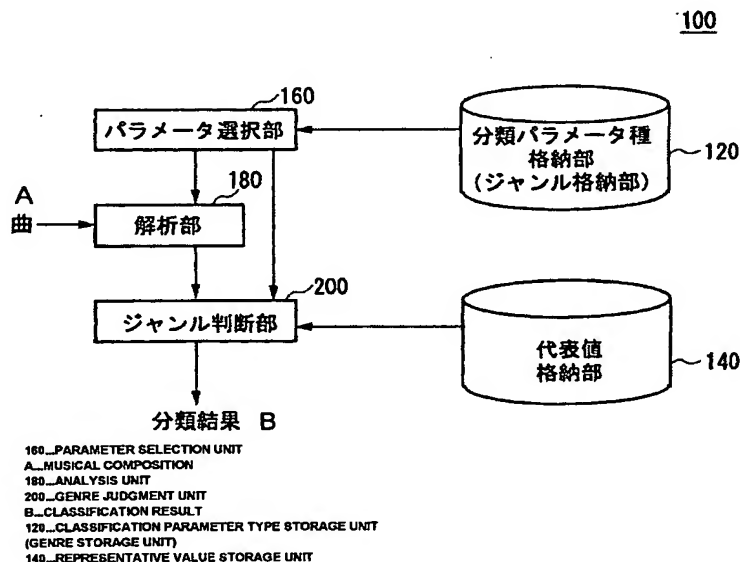 100
160
パラメータ選択部
分類パラメータ種
格納部
(ジャンル格納部)
120
A
曲
180
解析部
200
ジャンル判断部
代表値
格納部
140
分類結果 B
160...PARAMETER SELECTION UNIT
A...MUSICAL COMPOSITION
180...ANALYSIS UNIT
200...GENRE JUDGMENT UNIT
B...CLASSIFICATION RESULT
120...CLASSIFICATION PARAMETER TYPE STORAGE UNIT
(GENRE STORAGE UNIT)
140...REPRESENTATIVE VALUE STORAGE UNIT